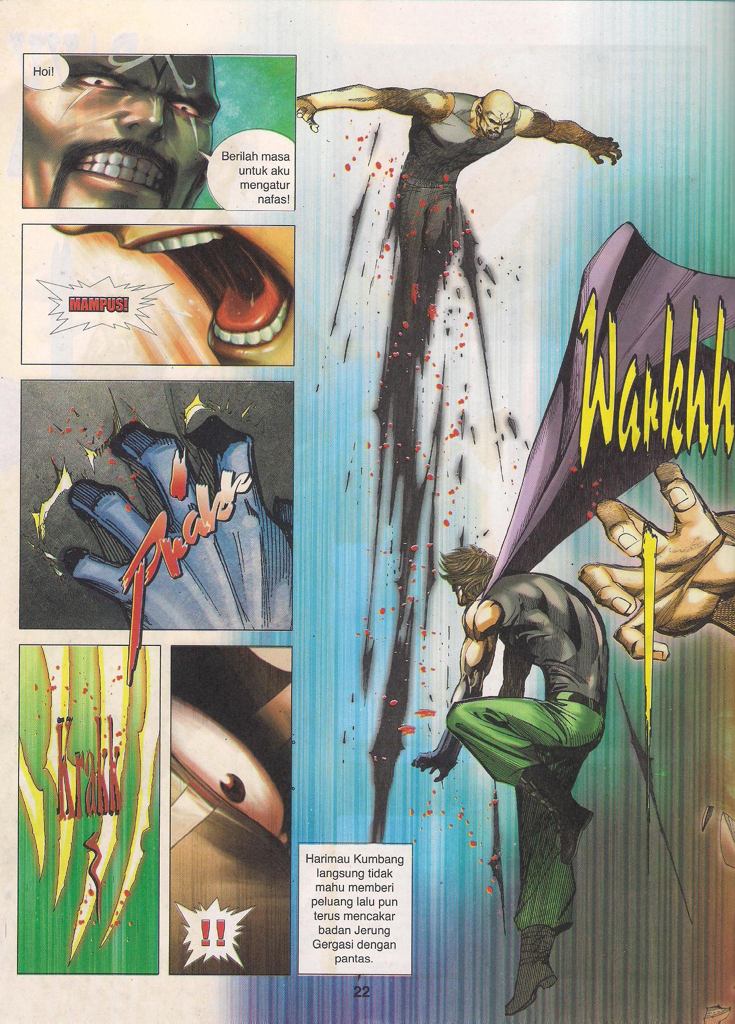 Hoi!
Berilah masa
untuk aku
mengatur
nafas!
MAMPUS!
Prakk
!
Krakk
!!
Warkhh
!
Harimau Kumbang
langsung tidak
mahu memberi
peluang lalu pun
terus mencakar
badan Jerung
Gergasi dengan
pantas.
22